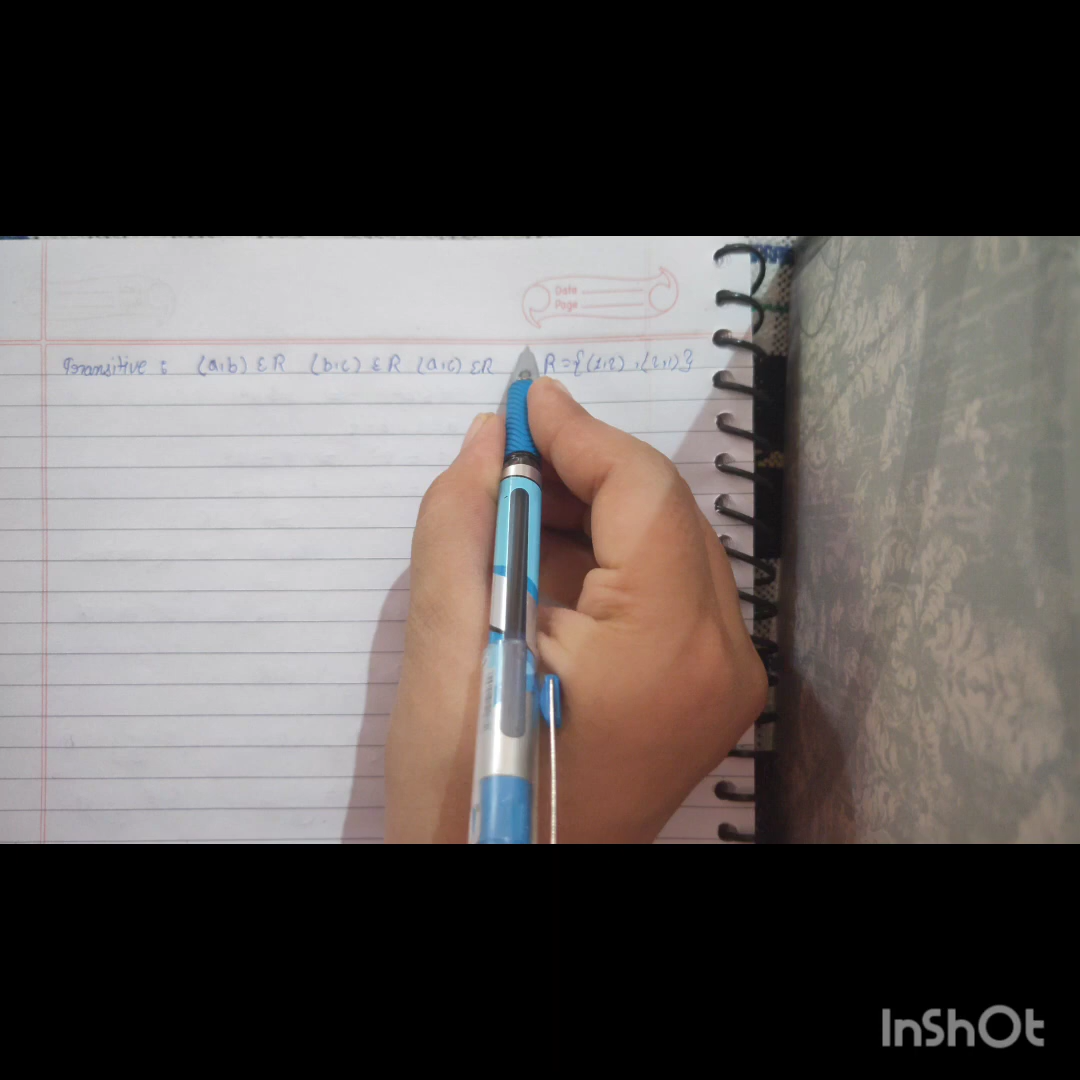 Date
Page
Transitive : (a,b) ∈ R (b,c) ∈ R (a,c) ∈ R R = {(1,2) , (2,1)}
InShOt